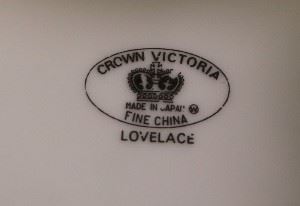 CROWN VICTORIA
MADE IN JAPAN
FINE CHINA
LOVELACE